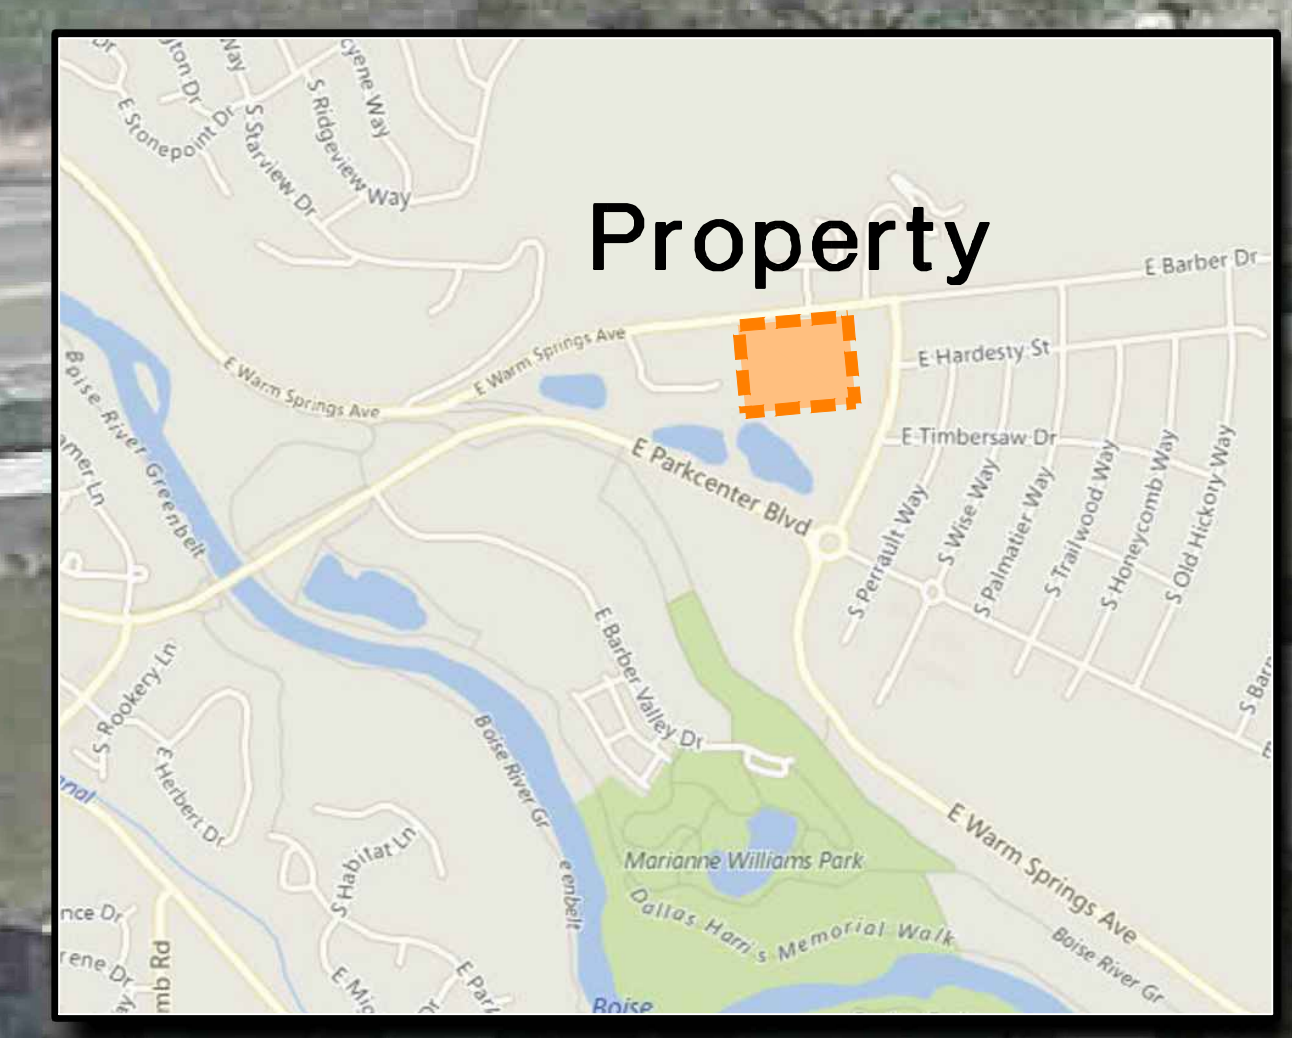 Dr
S Ridgeview Way
E Stonepoint Dr
S Starview Dr
Property
E Barber Dr
E Warm Springs Ave
E Warm Springs Ave
E Hardesty St
Boise River Greenbelt
E Timbersaw Dr
E Parkcenter Blvd
S Perrault Way
S Wise Way
S Palmatier Way
S Trailwood Way
S Honeycomb Way
S Old Hickory Way
E Barber Valley Dr
S Rookery Ln
E Herbert Dr
Boise River Gr
eenbelt
S Habitat Ln
Marianne Williams Park
Dallas Harris Memorial Walk
E Warm Springs Ave
Boise River Gr
Boise